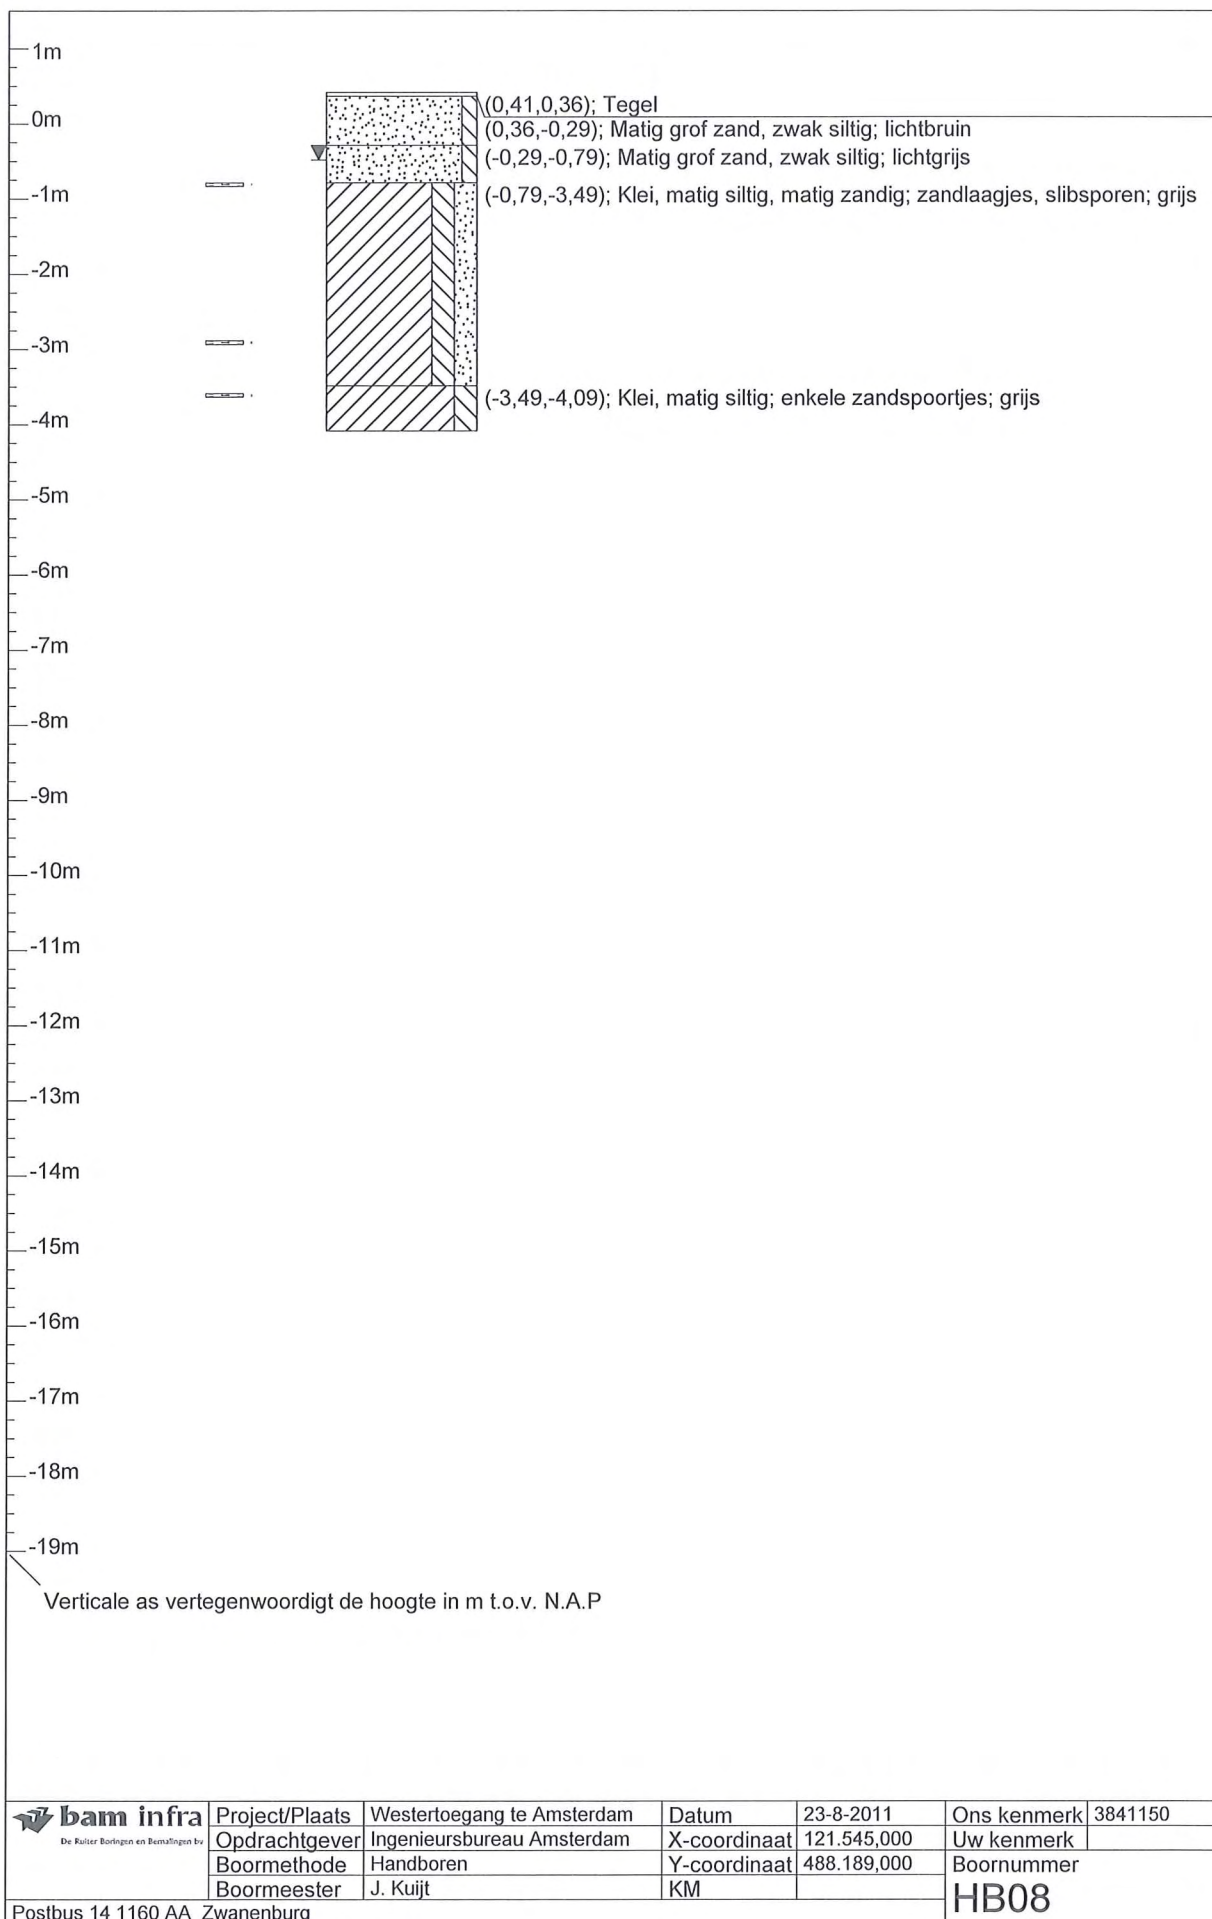 1m
(0,41,0,36); Tegel
0m
(0,36,-0,29); Matig grof zand, zwak siltig; lichtbruin
(-0,29,-0,79); Matig grof zand, zwak siltig; lichtgrijs
-1m
(-0,79,-3,49); Klei, matig siltig, matig zandig; zandlaagjes, slibsporen; grijs
-2m
-3m
(-3,49,-4,09); Klei, matig siltig; enkele zandspoortjes; grijs
-4m
-5m
-6m
-7m
-8m
-9m
-10m
-11m
-12m
-13m
-14m
-15m
-16m
-17m
-18m
-19m
Verticale as vertegenwoordigt de hoogte in m t.o.v. N.A.P
bam infra
De Ruiter Boringen en Bemalingen bv
Project/Plaats Westertoegang te Amsterdam Datum 23-8-2011 Ons kenmerk 3841150
Opdrachtgever Ingenieursbureau Amsterdam X-coordinaat 121.545,000 Uw kenmerk
Boormethode Handboren Y-coordinaat 488.189,000 Boornummer
Boormeester J. Kuijt KM HB08
Postbus 14 1160 AA Zwanenburg